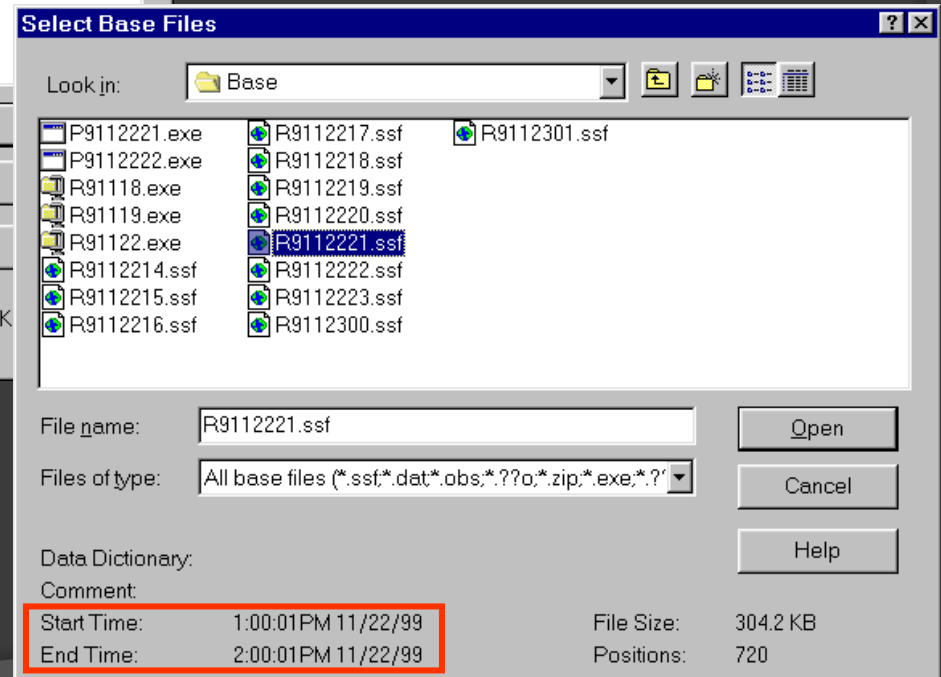 Select Base Files
Look in: Base
P9112221.exe R9112217.ssf R9112301.ssf
P9112222.exe R9112218.ssf
R91118.exe R9112219.ssf
R91119.exe R9112220.ssf
R91122.exe R9112221.ssf
R9112214.ssf R9112222.ssf
R9112215.ssf R9112223.ssf
R9112216.ssf R9112300.ssf
K
File name: R9112221.ssf Open
Files of type: All base files (*.ssf;*.dat;*.obs;*.??o;*.zip;*.exe;*.? Cancel
Help
Data Dictionary:
Comment:
Start Time: 1:00:01PM 11/22/99 File Size: 304.2 KB
End Time: 2:00:01PM 11/22/99 Positions: 720